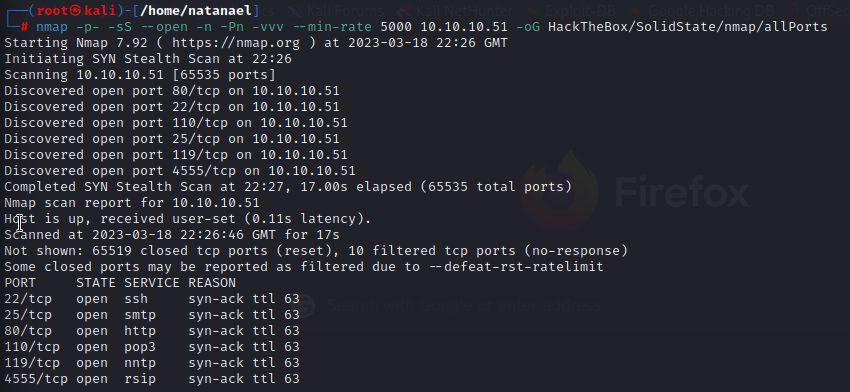 ┌──(root㉿kali)-[/home/natanael]
└─# nmap -p- -sS --open -n -Pn -vvv --min-rate 5000 10.10.10.51 -oG HackTheBox/SolidState/nmap/allPorts
Starting Nmap 7.92 ( https://nmap.org ) at 2023-03-18 22:26 GMT
Initiating SYN Stealth Scan at 22:26
Scanning 10.10.10.51 [65535 ports]
Discovered open port 80/tcp on 10.10.10.51
Discovered open port 22/tcp on 10.10.10.51
Discovered open port 110/tcp on 10.10.10.51
Discovered open port 25/tcp on 10.10.10.51
Discovered open port 119/tcp on 10.10.10.51
Discovered open port 4555/tcp on 10.10.10.51
Completed SYN Stealth Scan at 22:27, 17.00s elapsed (65535 total ports)
Nmap scan report for 10.10.10.51
Host is up, received user-set (0.11s latency).
Scanned at 2023-03-18 22:26:46 GMT for 17s
Not shown: 65519 closed tcp ports (reset), 10 filtered tcp ports (no-response)
Some closed ports may be reported as filtered due to --defeat-rst-ratelimit
PORT     STATE SERVICE REASON
22/tcp   open  ssh     syn-ack ttl 63
25/tcp   open  smtp    syn-ack ttl 63
80/tcp   open  http    syn-ack ttl 63
110/tcp  open  pop3    syn-ack ttl 63
119/tcp  open  nntp    syn-ack ttl 63
4555/tcp open  rsip    syn-ack ttl 63
Firefox
Search with Google or enter address